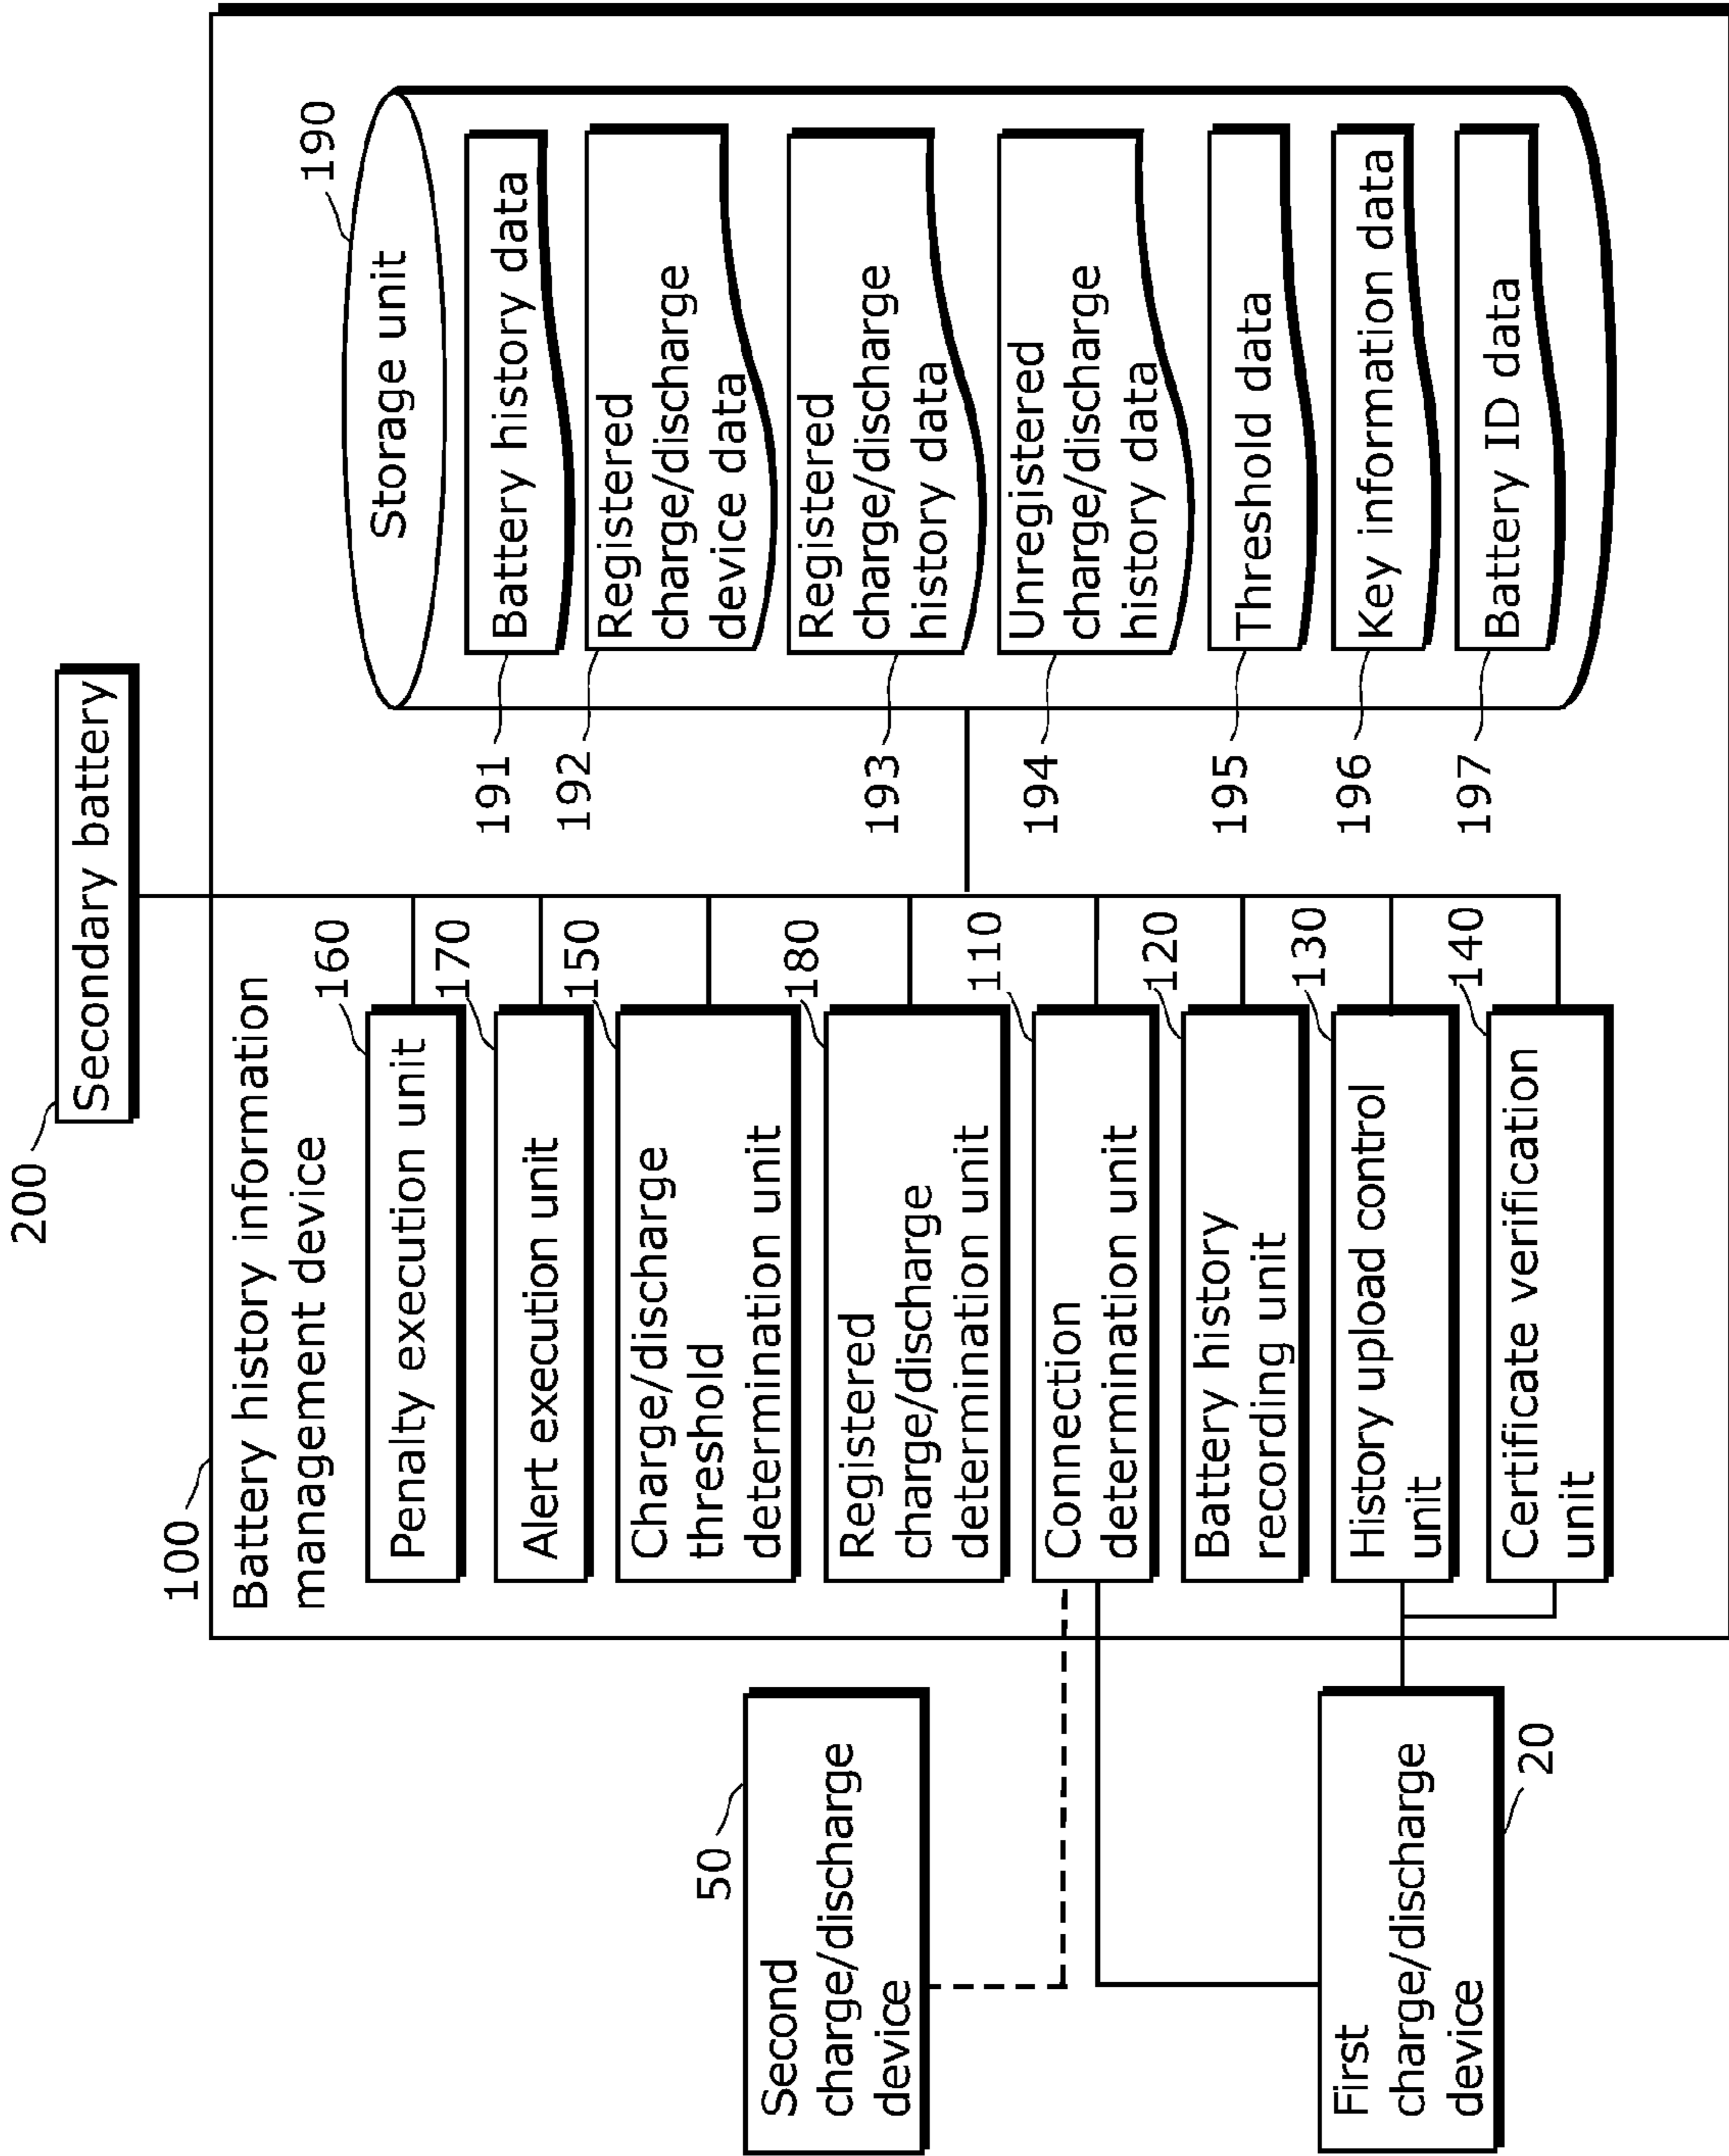 200
Secondary battery
100
Battery history information
management device
160
Penalty execution unit
170
Alert execution unit
150
Charge/discharge
threshold
determination unit
180
Registered
charge/discharge
determination unit
110
Connection
determination unit
120
Battery history
recording unit
130
History upload control
unit
140
Certificate verification
unit
190
Storage unit
191
Battery history data
192
Registered
charge/discharge
device data
193
Registered
charge/discharge
history data
194
Unregistered
charge/discharge
history data
195
Threshold data
196
Key information data
197
Battery ID data
50
Second
charge/discharge
device
First
charge/discharge
device
20